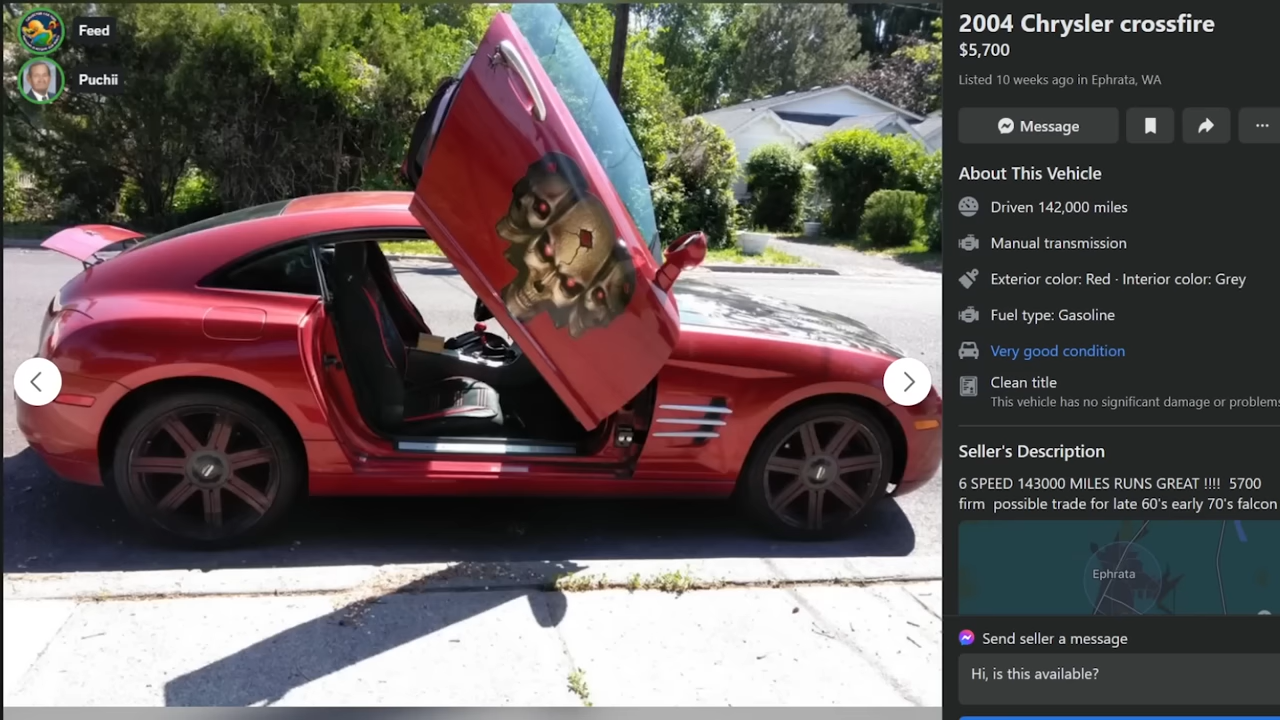 Feed
Puchii
2004 Chrysler crossfire
$5,700
Listed 10 weeks ago in Ephrata, WA
Message
About This Vehicle
Driven 142,000 miles
Manual transmission
Exterior color: Red · Interior color: Grey
Fuel type: Gasoline
Very good condition
Clean title
This vehicle has no significant damage or problems
Seller's Description
6 SPEED 143000 MILES RUNS GREAT !!!! 5700
firm possible trade for late 60's early 70's falcon
Ephrata
Send seller a message
Hi, is this available?